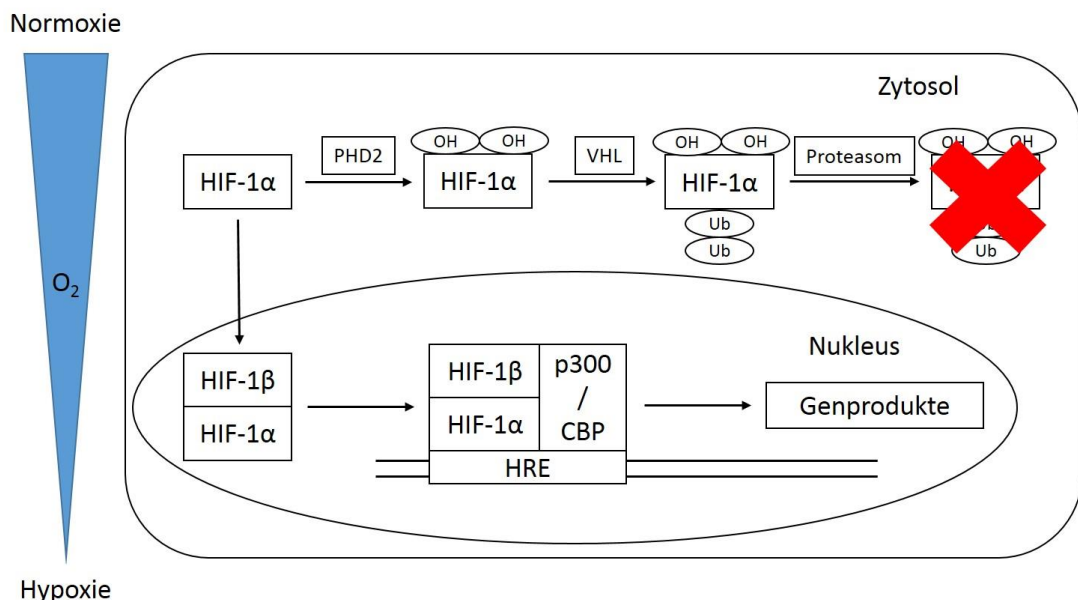 Normoxie
Zytosol
OH OH
PHD2
HIF-1α
HIF-1α
OH OH
VHL
HIF-1α
Ub
Ub
OH OH
Proteasom
Ub
O₂
Nukleus
HIF-1β
HIF-1α
HIF-1β
HIF-1α
p300
/
CBP
HRE
Genprodukte
Hypoxie